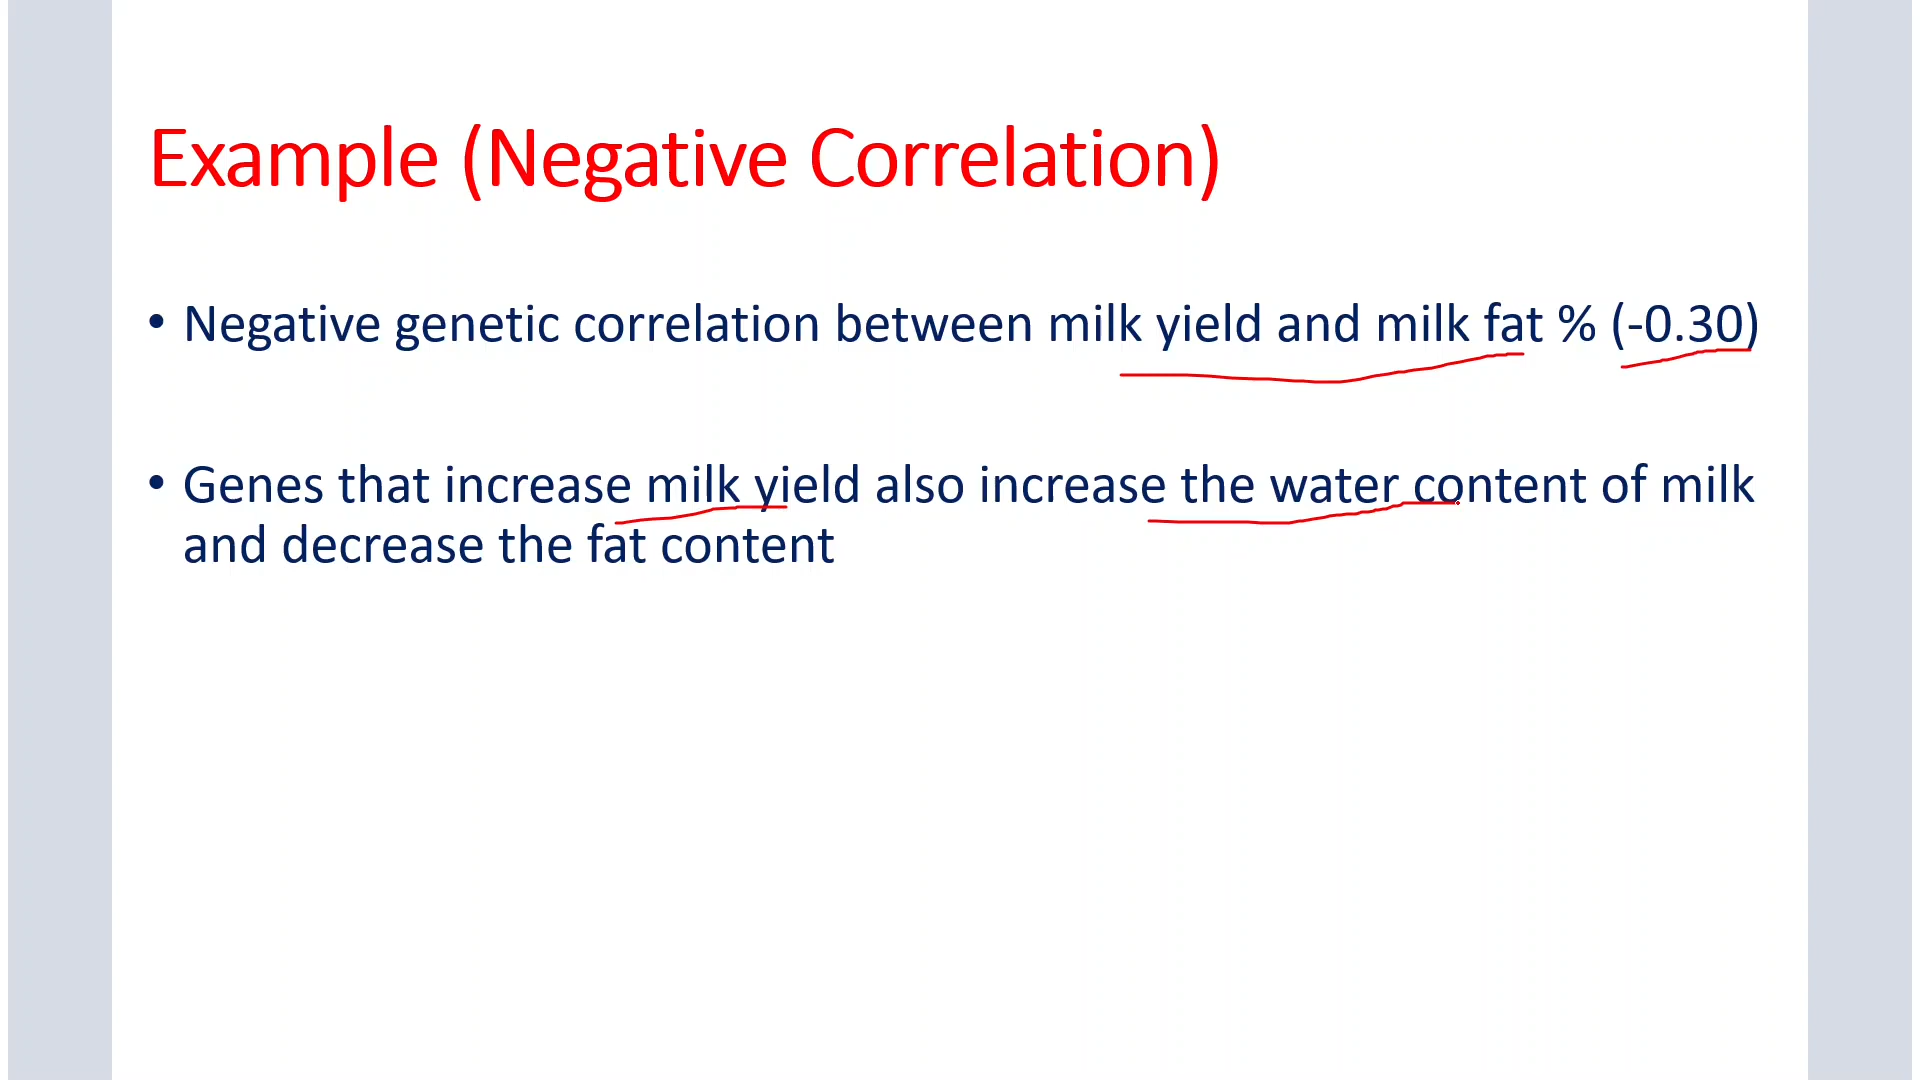 Example (Negative Correlation)
• Negative genetic correlation between milk yield and milk fat % (-0.30)
• Genes that increase milk yield also increase the water content of milk
and decrease the fat content